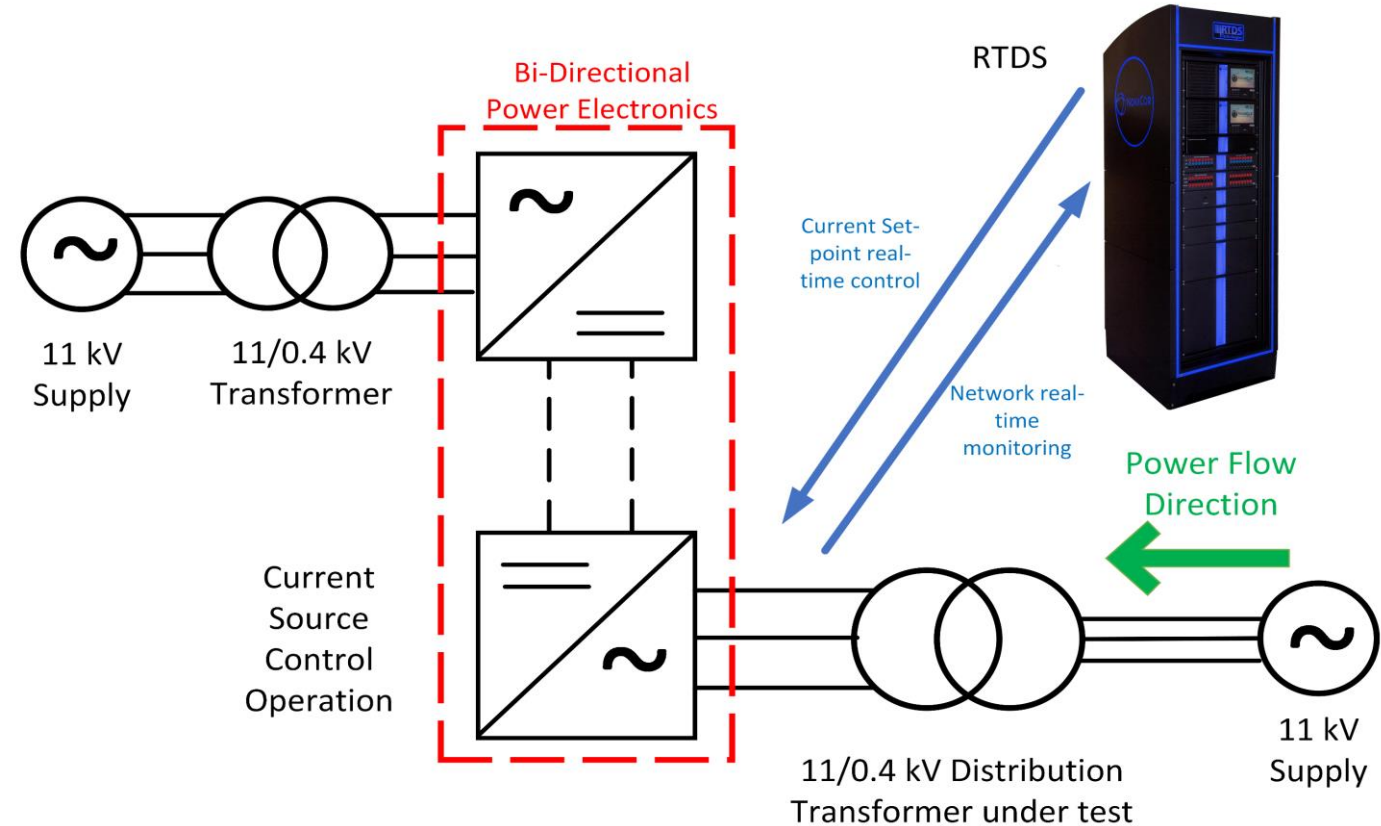 RTDS
RTDS
Bi-Directional
Power Electronics
Current Set-
point real-
time control
11 kV
Supply
11/0.4 kV
Transformer
Network real-
time
monitoring
Power Flow
Direction
Current
Source
Control
Operation
11 kV
Supply
11/0.4 kV Distribution
Transformer under test